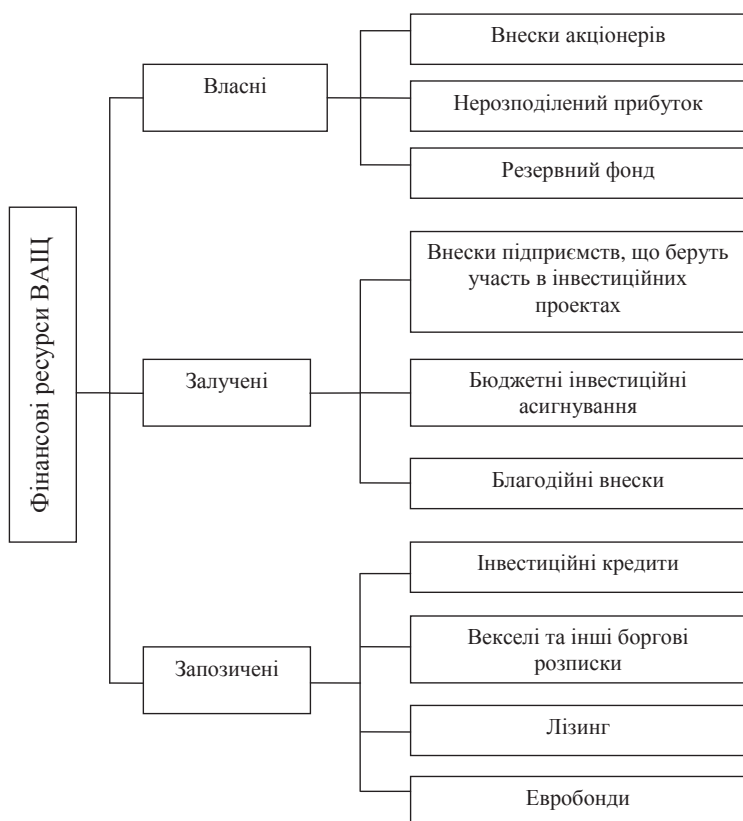 Фінансові ресурси ВАЩ
Власні
Внески акціонерів
Нерозподілений прибуток
Резервний фонд
Залучені
Внески підприємств, що беруть
участь в інвестиційних
проектах
Бюджетні інвестиційні
асигнування
Благодійні внески
Запозичені
Інвестиційні кредити
Векселі та інші боргові
розписки
Лізинг
Евробонди